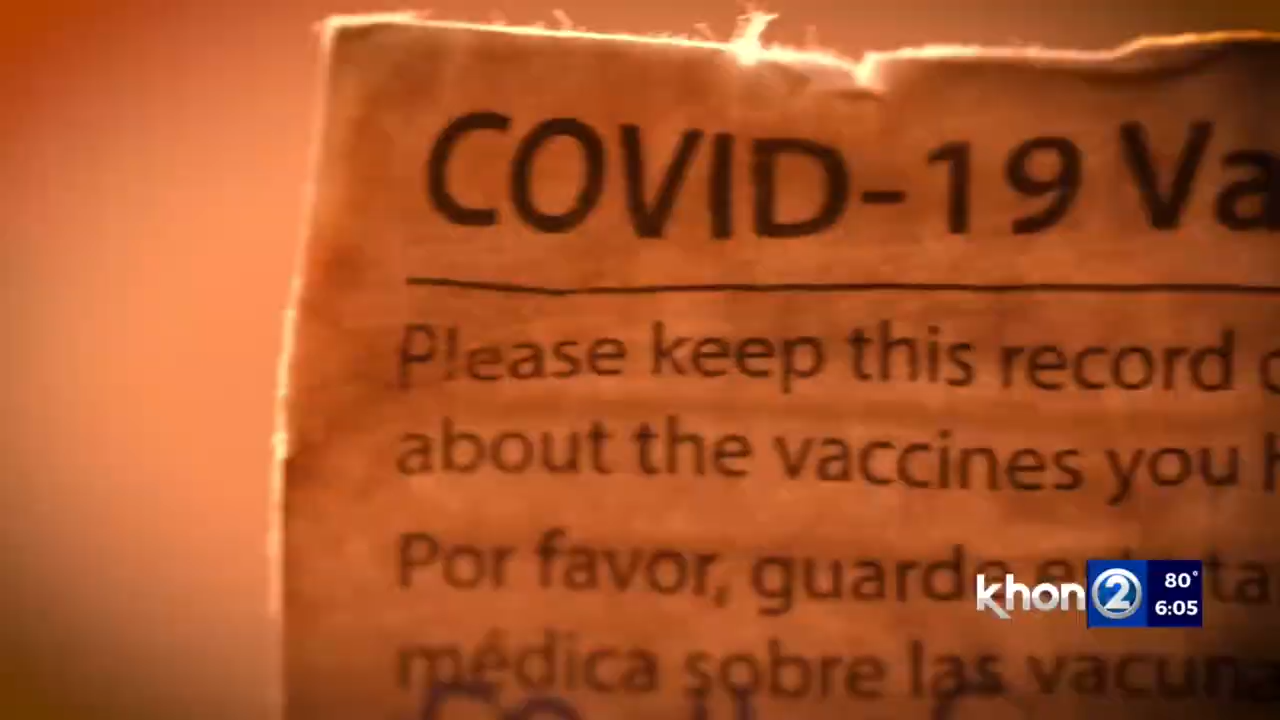 COVID-19 Va
Please keep this record
about the vaccines you
Por favor, guarde
médica sobre las vacuna
khon 2
80°
6:05